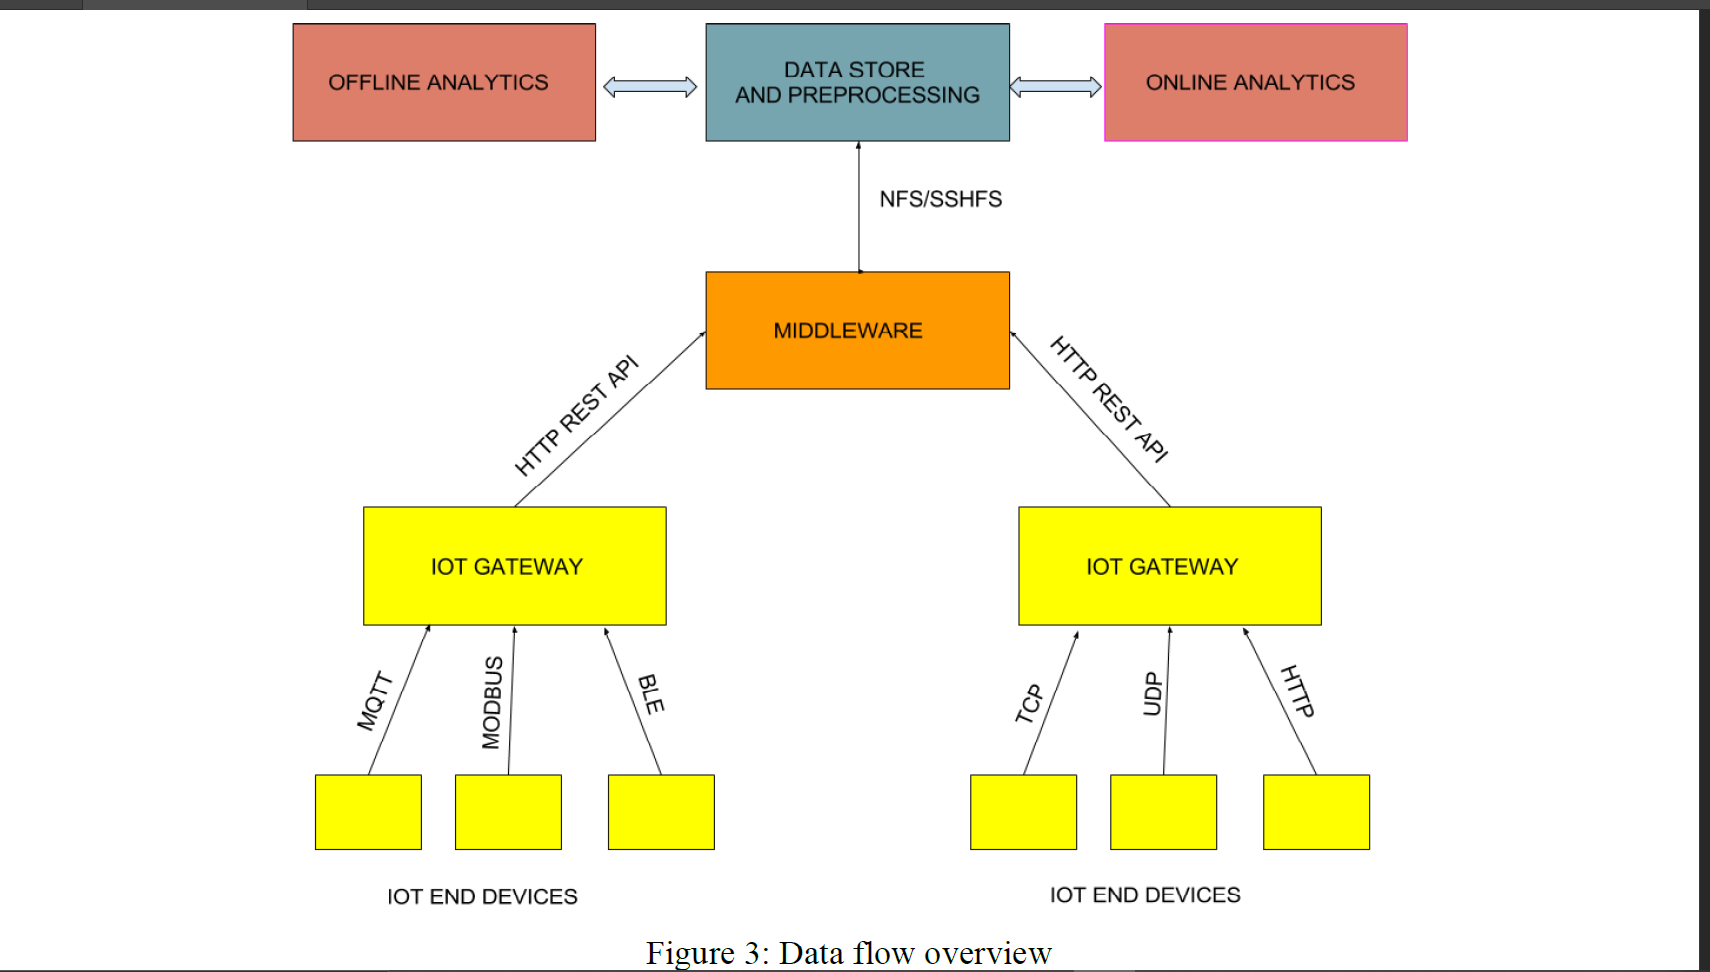 OFFLINE ANALYTICS
DATA STORE
AND PREPROCESSING
ONLINE ANALYTICS
NFS/SSHFS
MIDDLEWARE
HTTP REST API
HTTP REST API
IOT GATEWAY
IOT GATEWAY
MQTT
MODBUS
BLE
TCP
UDP
HTTP
IOT END DEVICES
IOT END DEVICES
Figure 3: Data flow overview